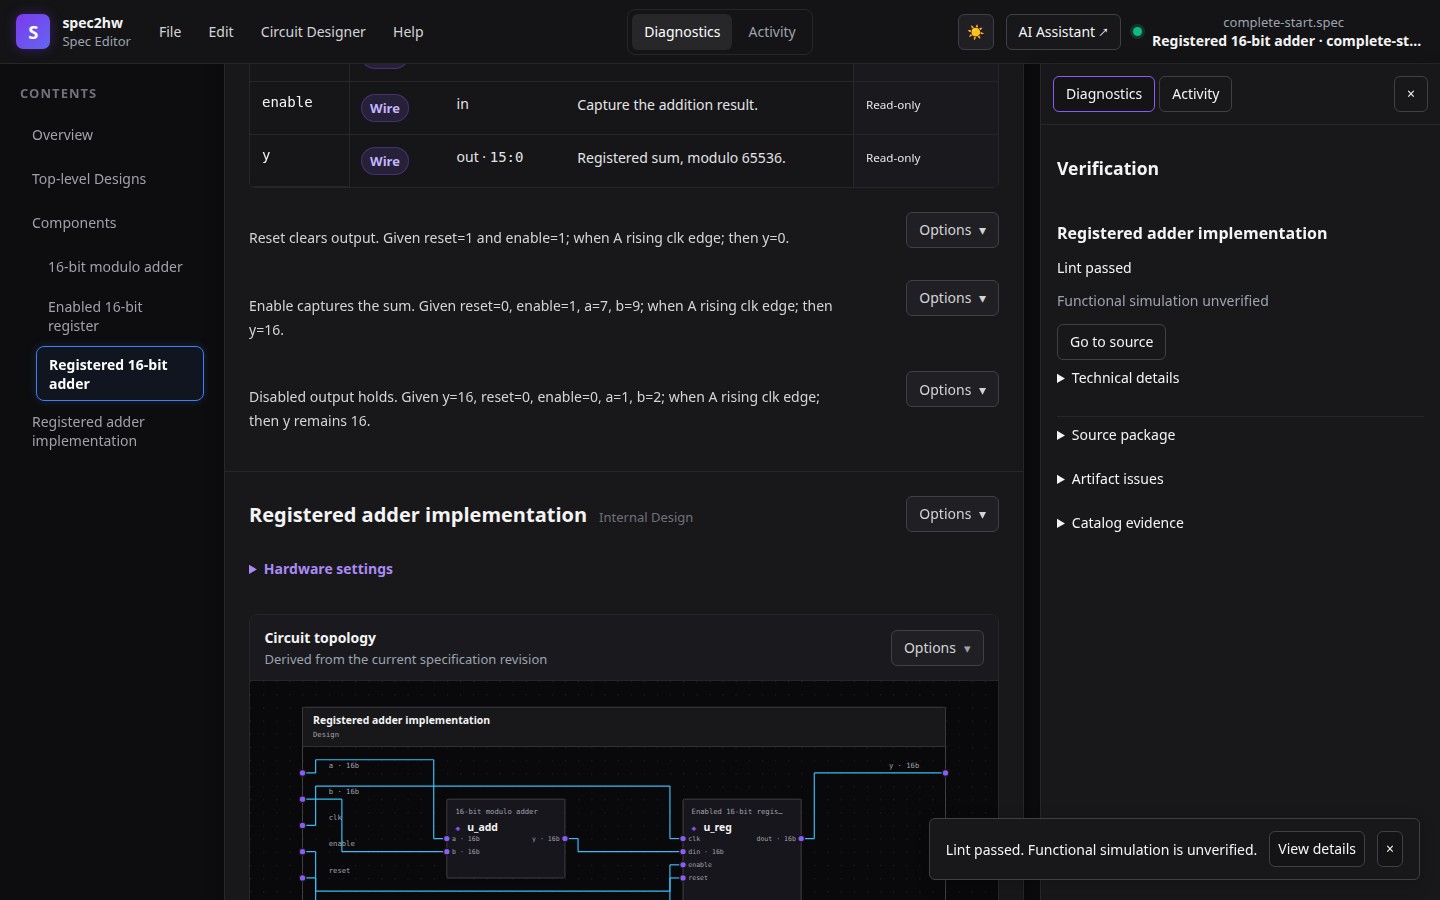 S
spec2hw
Spec Editor
File
Edit
Circuit Designer
Help
Diagnostics
Activity
AI Assistant ↗
complete-start.spec
Registered 16-bit adder · complete-st…
CONTENTS
Overview
Top-level Designs
Components
16-bit modulo adder
Enabled 16-bit
register
Registered 16-bit
adder
Registered adder
implementation
enable
Wire
in
Capture the addition result.
Read-only
y
Wire
out · 15:0
Registered sum, modulo 65536.
Read-only
Reset clears output. Given reset=1 and enable=1; when A rising clk edge; then y=0.
Options ▾
Enable captures the sum. Given reset=0, enable=1, a=7, b=9; when A rising clk edge; then
y=16.
Options ▾
Disabled output holds. Given y=16, reset=0, enable=0, a=1, b=2; when A rising clk edge;
then y remains 16.
Options ▾
Registered adder implementation
Internal Design
Options ▾
▶ Hardware settings
Circuit topology
Derived from the current specification revision
Options ▾
Registered adder implementation
Design
a · 16b
b · 16b
clk
enable
reset
y · 16b
16-bit modulo adder
u_add
a · 16b
b · 16b
y · 16b
Enabled 16-bit regis…
u_reg
clk
din · 16b
enable
reset
dout · 16b
Diagnostics
Activity
×
Verification
Registered adder implementation
Lint passed
Functional simulation unverified
Go to source
▶ Technical details
▶ Source package
▶ Artifact issues
▶ Catalog evidence
Lint passed. Functional simulation is unverified.
View details
×